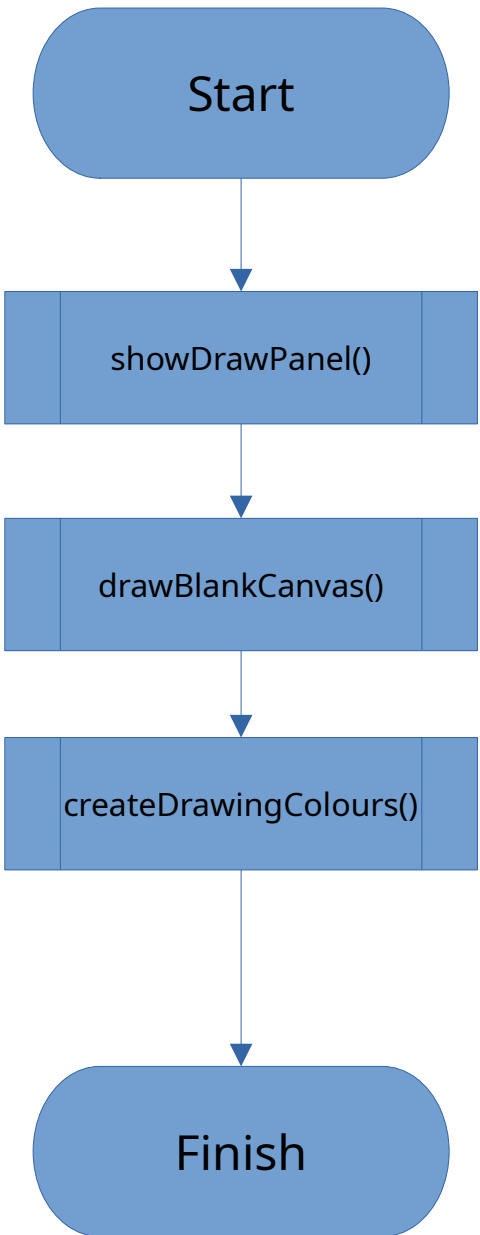 Start
showDrawPanel()
drawBlankCanvas()
createDrawingColours()
Finish